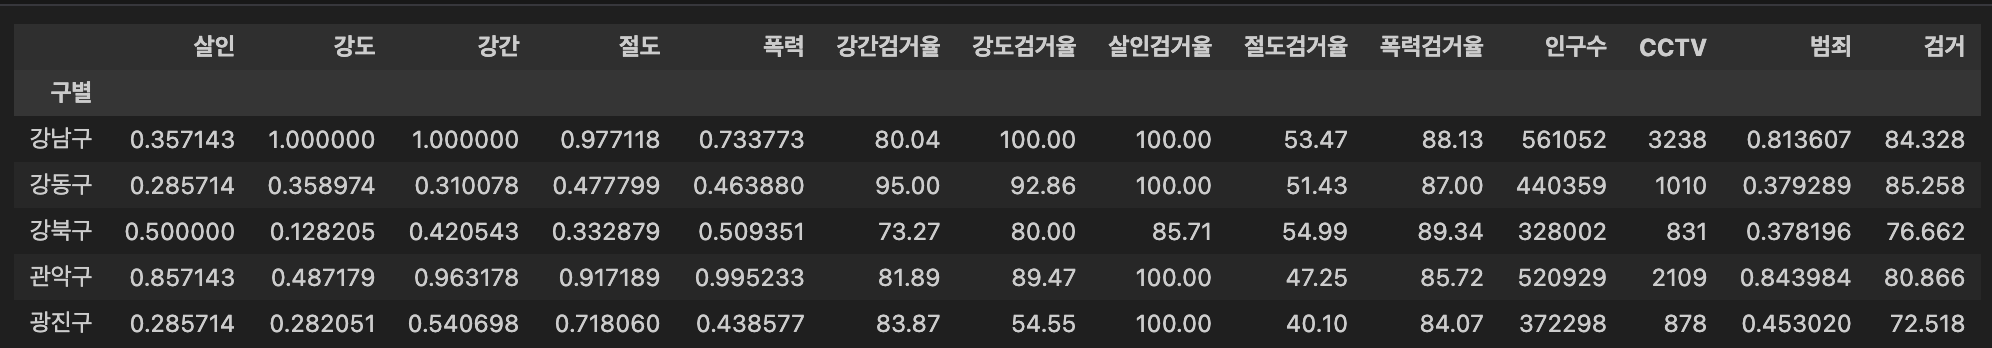 살인 강도 강간 절도 폭력 강간검거율 강도검거율 살인검거율 절도검거율 폭력검거율 인구수 CCTV 범죄 검거
구별
강남구 0.357143 1.000000 1.000000 0.977118 0.733773 80.04 100.00 100.00 53.47 88.13 561052 3238 0.813607 84.328
강동구 0.285714 0.358974 0.310078 0.477799 0.463880 95.00 92.86 100.00 51.43 87.00 440359 1010 0.379289 85.258
강북구 0.500000 0.128205 0.420543 0.332879 0.509351 73.27 80.00 85.71 54.99 89.34 328002 831 0.378196 76.662
관악구 0.857143 0.487179 0.963178 0.917189 0.995233 81.89 89.47 100.00 47.25 85.72 520929 2109 0.843984 80.866
광진구 0.285714 0.282051 0.540698 0.718060 0.438577 83.87 54.55 100.00 40.10 84.07 372298 878 0.453020 72.518